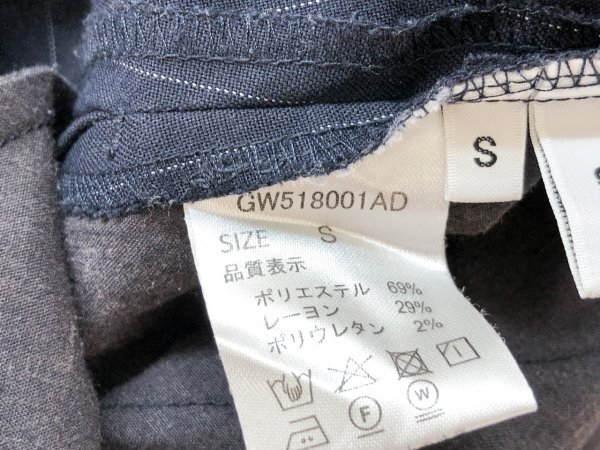 S
GW518001AD
SIZE S
品質表示
ポリエステル 69%
レーヨン 29%
ポリウレタン 2%
F
W